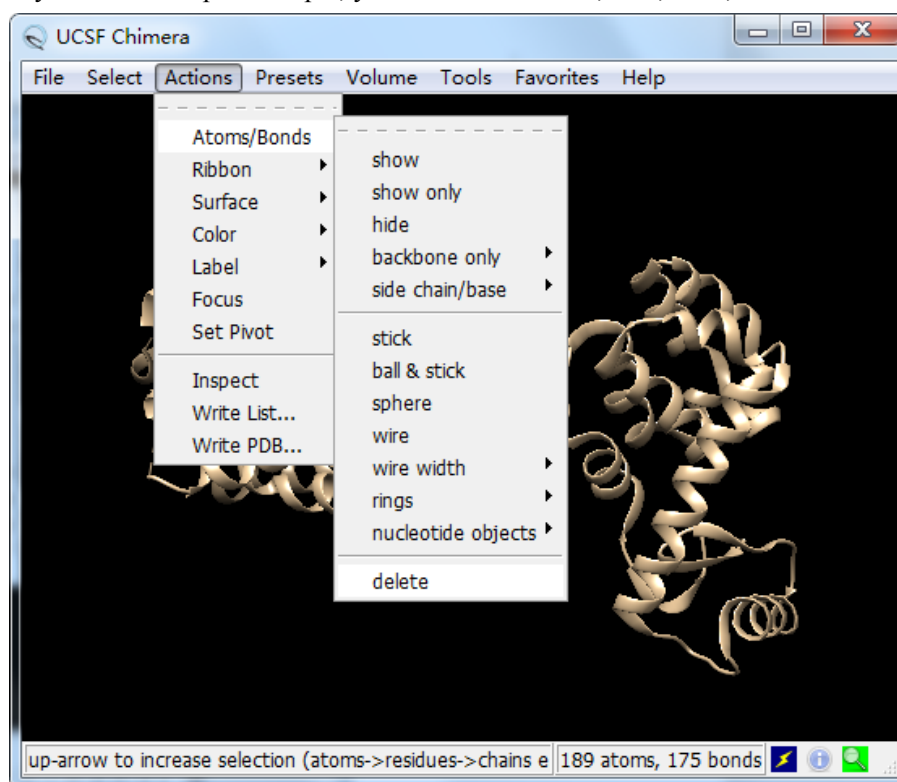 UCSF Chimera
File Select Actions Presets Volume Tools Favorites Help
Atoms/Bonds
Ribbon
Surface
Color
Label
Focus
Set Pivot
Inspect
Write List...
Write PDB...
show
show only
hide
backbone only
side chain/base
stick
ball & stick
sphere
wire
wire width
rings
nucleotide objects
delete
up-arrow to increase selection (atoms->residues->chains e
189 atoms, 175 bonds